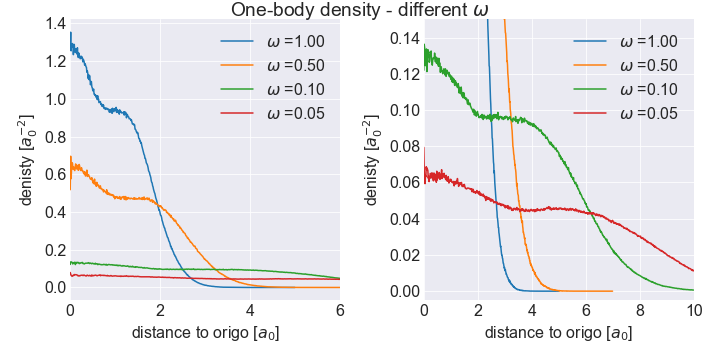 One-body density - different ω
1.4
1.2
1.0
0.8
0.6
0.4
0.2
0.0
denisty [a₀⁻²]
0
2
4
6
distance to origo [a₀]
ω =1.00
ω =0.50
ω =0.10
ω =0.05
0.14
0.12
0.10
0.08
0.06
0.04
0.02
0.00
denisty [a₀⁻²]
0
2
4
6
8
10
distance to origo [a₀]
ω =1.00
ω =0.50
ω =0.10
ω =0.05